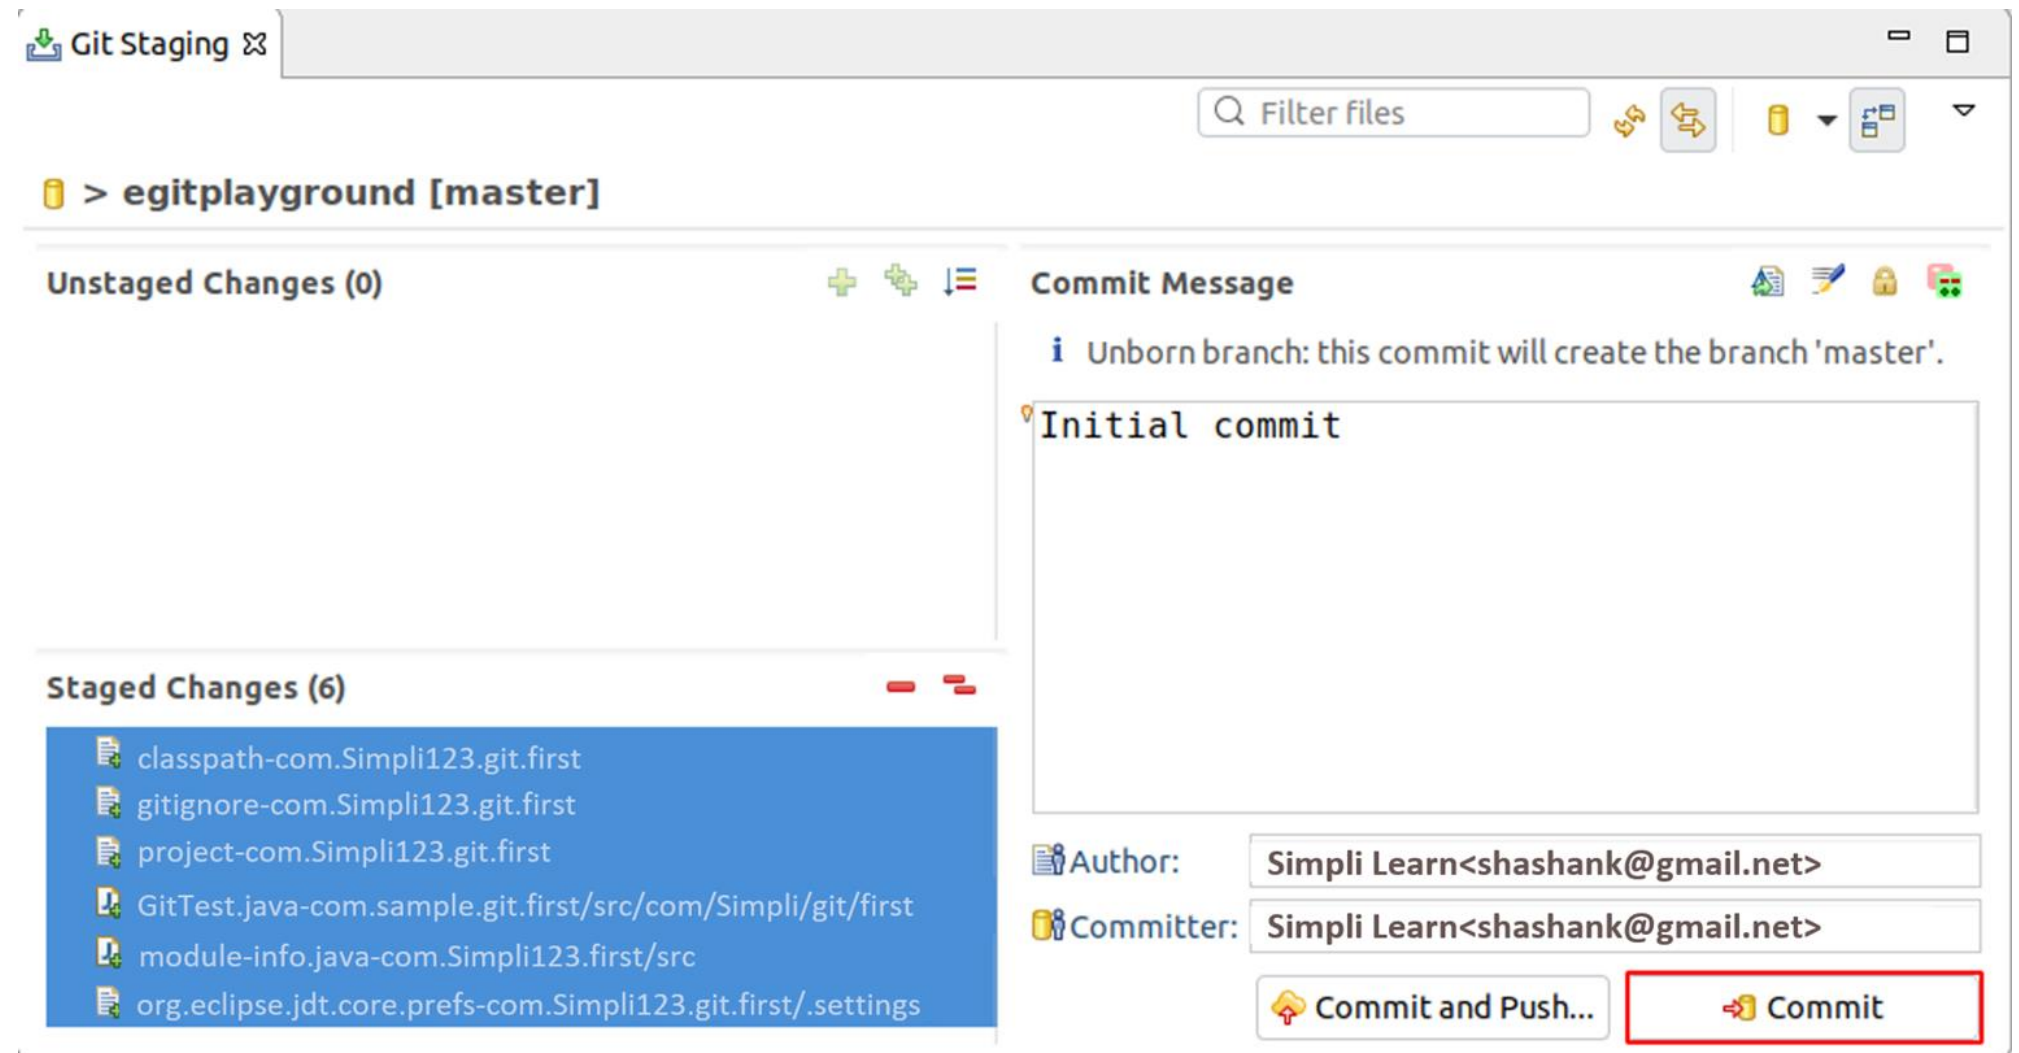 Git Staging
Filter files
> egitplayground [master]
Unstaged Changes (0)
Commit Message
Unborn branch: this commit will create the branch 'master'.
Initial commit
Staged Changes (6)
classpath-com.Simpli123.git.first
gitignore-com.Simpli123.git.first
project-com.Simpli123.git.first
GitTest.java-com.sample.git.first/src/com/Simpli/git/first
module-info.java-com.Simpli123.first/src
org.eclipse.jdt.core.prefs-com.Simpli123.git.first/.settings
Author: Simpli Learn<shashank@gmail.net>
Committer: Simpli Learn<shashank@gmail.net>
Commit and Push... Commit